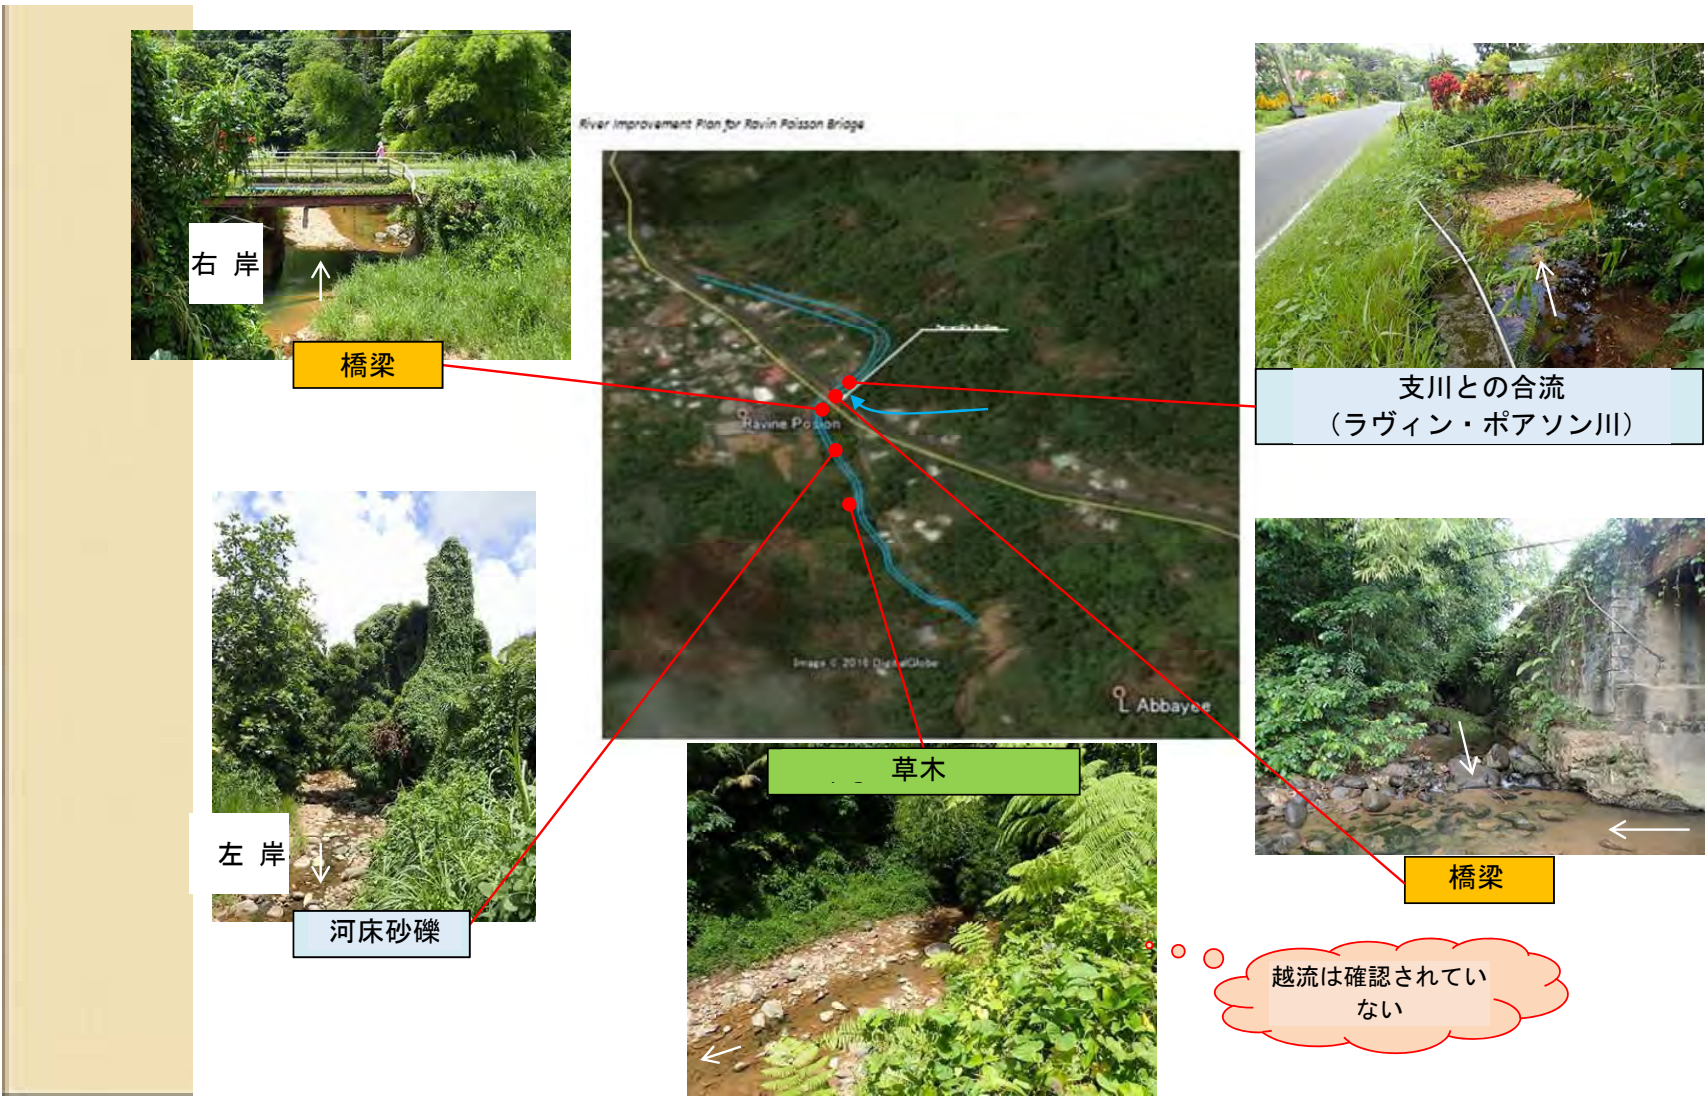 River Improvement Plan for Ravin Poisson Bridge
右 岸
橋梁
支川との合流
（ラヴィン・ポアソン川）
Ravine Posion
左 岸
河床砂礫
Image © 2016 DigitalGlobe
L Abbayee
草木
橋梁
越流は確認されてい
ない